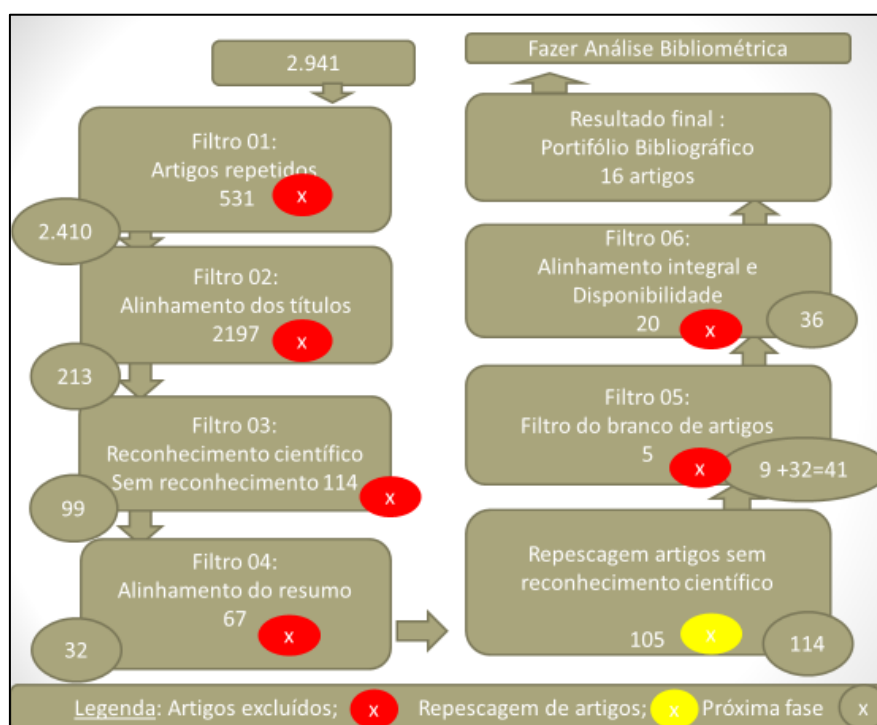 2.941
Filtro 01:
Artigos repetidos
531
x
2.410
Filtro 02:
Alinhamento dos títulos
2197
x
213
Filtro 03:
Reconhecimento científico
Sem reconhecimento 114
x
99
Filtro 04:
Alinhamento do resumo
67
x
32
Repescagem artigos sem
reconhecimento científico
105
x
114
9 +32=41
Filtro 05:
Filtro do branco de artigos
5
x
36
Filtro 06:
Alinhamento integral e
Disponibilidade
20
x
Resultado final :
Portifólio Bibliográfico
16 artigos
Fazer Análise Bibliométrica
Legenda: Artigos excluídos; x Repescagem de artigos; x Próxima fase x